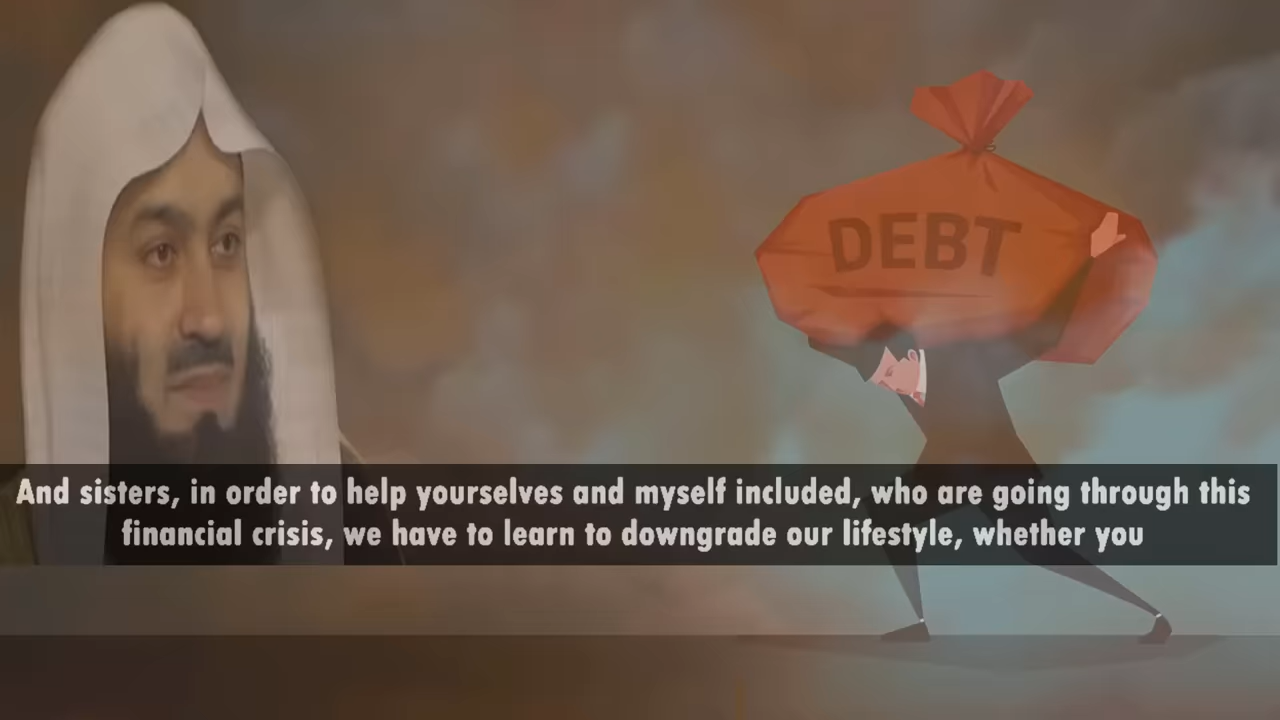 DEBT
And sisters, in order to help yourselves and myself included, who are going through this
financial crisis, we have to learn to downgrade our lifestyle, whether you